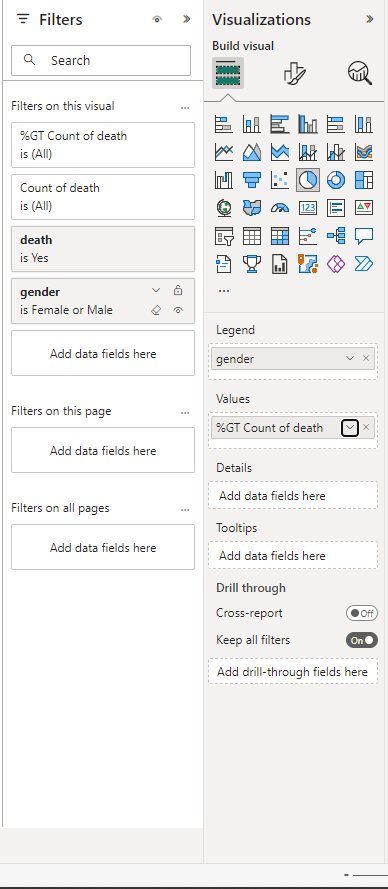 Filters
Search
Filters on this visual
...
%GT Count of death
is (All)
Count of death
is (All)
death
is Yes
gender
is Female or Male
Add data fields here
Filters on this page
...
Add data fields here
Filters on all pages
...
Add data fields here
Visualizations
Build visual
123
...
Legend
gender
Values
%GT Count of death
Details
Add data fields here
Tooltips
Add data fields here
Drill through
Cross-report
Off
Keep all filters
On
Add drill-through fields here